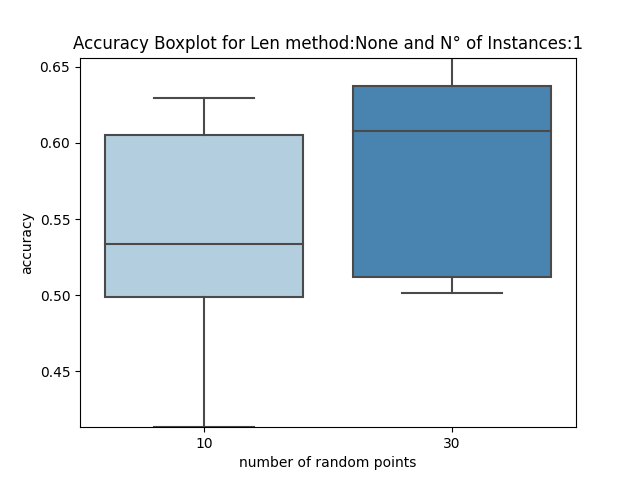 Accuracy Boxplot for Len method:None and N° of Instances:1
0.65
0.60
0.55
0.50
0.45
accuracy
10
30
number of random points